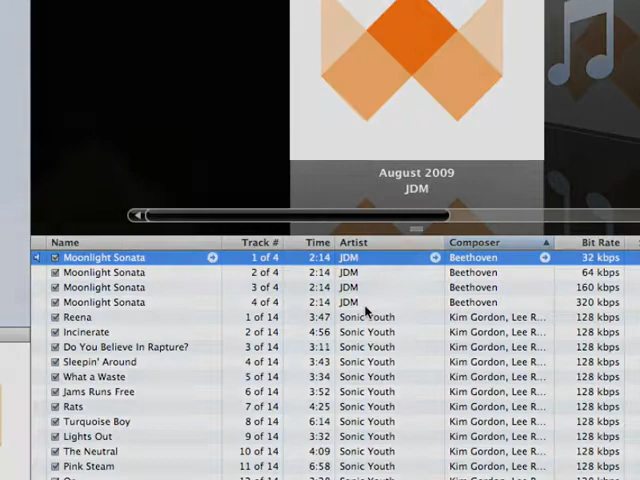 August 2009
JDM
Name Track # Time Artist Composer Bit Rate
Moonlight Sonata 1 of 4 2:14 JDM Beethoven 32 kbps
Moonlight Sonata 2 of 4 2:14 JDM Beethoven 64 kbps
Moonlight Sonata 3 of 4 2:14 JDM Beethoven 160 kbps
Moonlight Sonata 4 of 4 2:14 JDM Beethoven 320 kbps
Reena 1 of 14 3:47 Sonic Youth Kim Gordon, Lee R... 128 kbps
Incinerate 2 of 14 4:56 Sonic Youth Kim Gordon, Lee R... 128 kbps
Do You Believe In Rapture? 3 of 14 3:11 Sonic Youth Kim Gordon, Lee R... 128 kbps
Sleepin' Around 4 of 14 3:43 Sonic Youth Kim Gordon, Lee R... 128 kbps
What a Waste 5 of 14 3:34 Sonic Youth Kim Gordon, Lee R... 128 kbps
Jams Runs Free 6 of 14 3:52 Sonic Youth Kim Gordon, Lee R... 128 kbps
Rats 7 of 14 4:25 Sonic Youth Kim Gordon, Lee R... 128 kbps
Turquoise Boy 8 of 14 6:14 Sonic Youth Kim Gordon, Lee R... 128 kbps
Lights Out 9 of 14 3:32 Sonic Youth Kim Gordon, Lee R... 128 kbps
The Neutral 10 of 14 4:09 Sonic Youth Kim Gordon, Lee R... 128 kbps
Pink Steam 11 of 14 6:58 Sonic Youth Kim Gordon, Lee R... 128 kbps